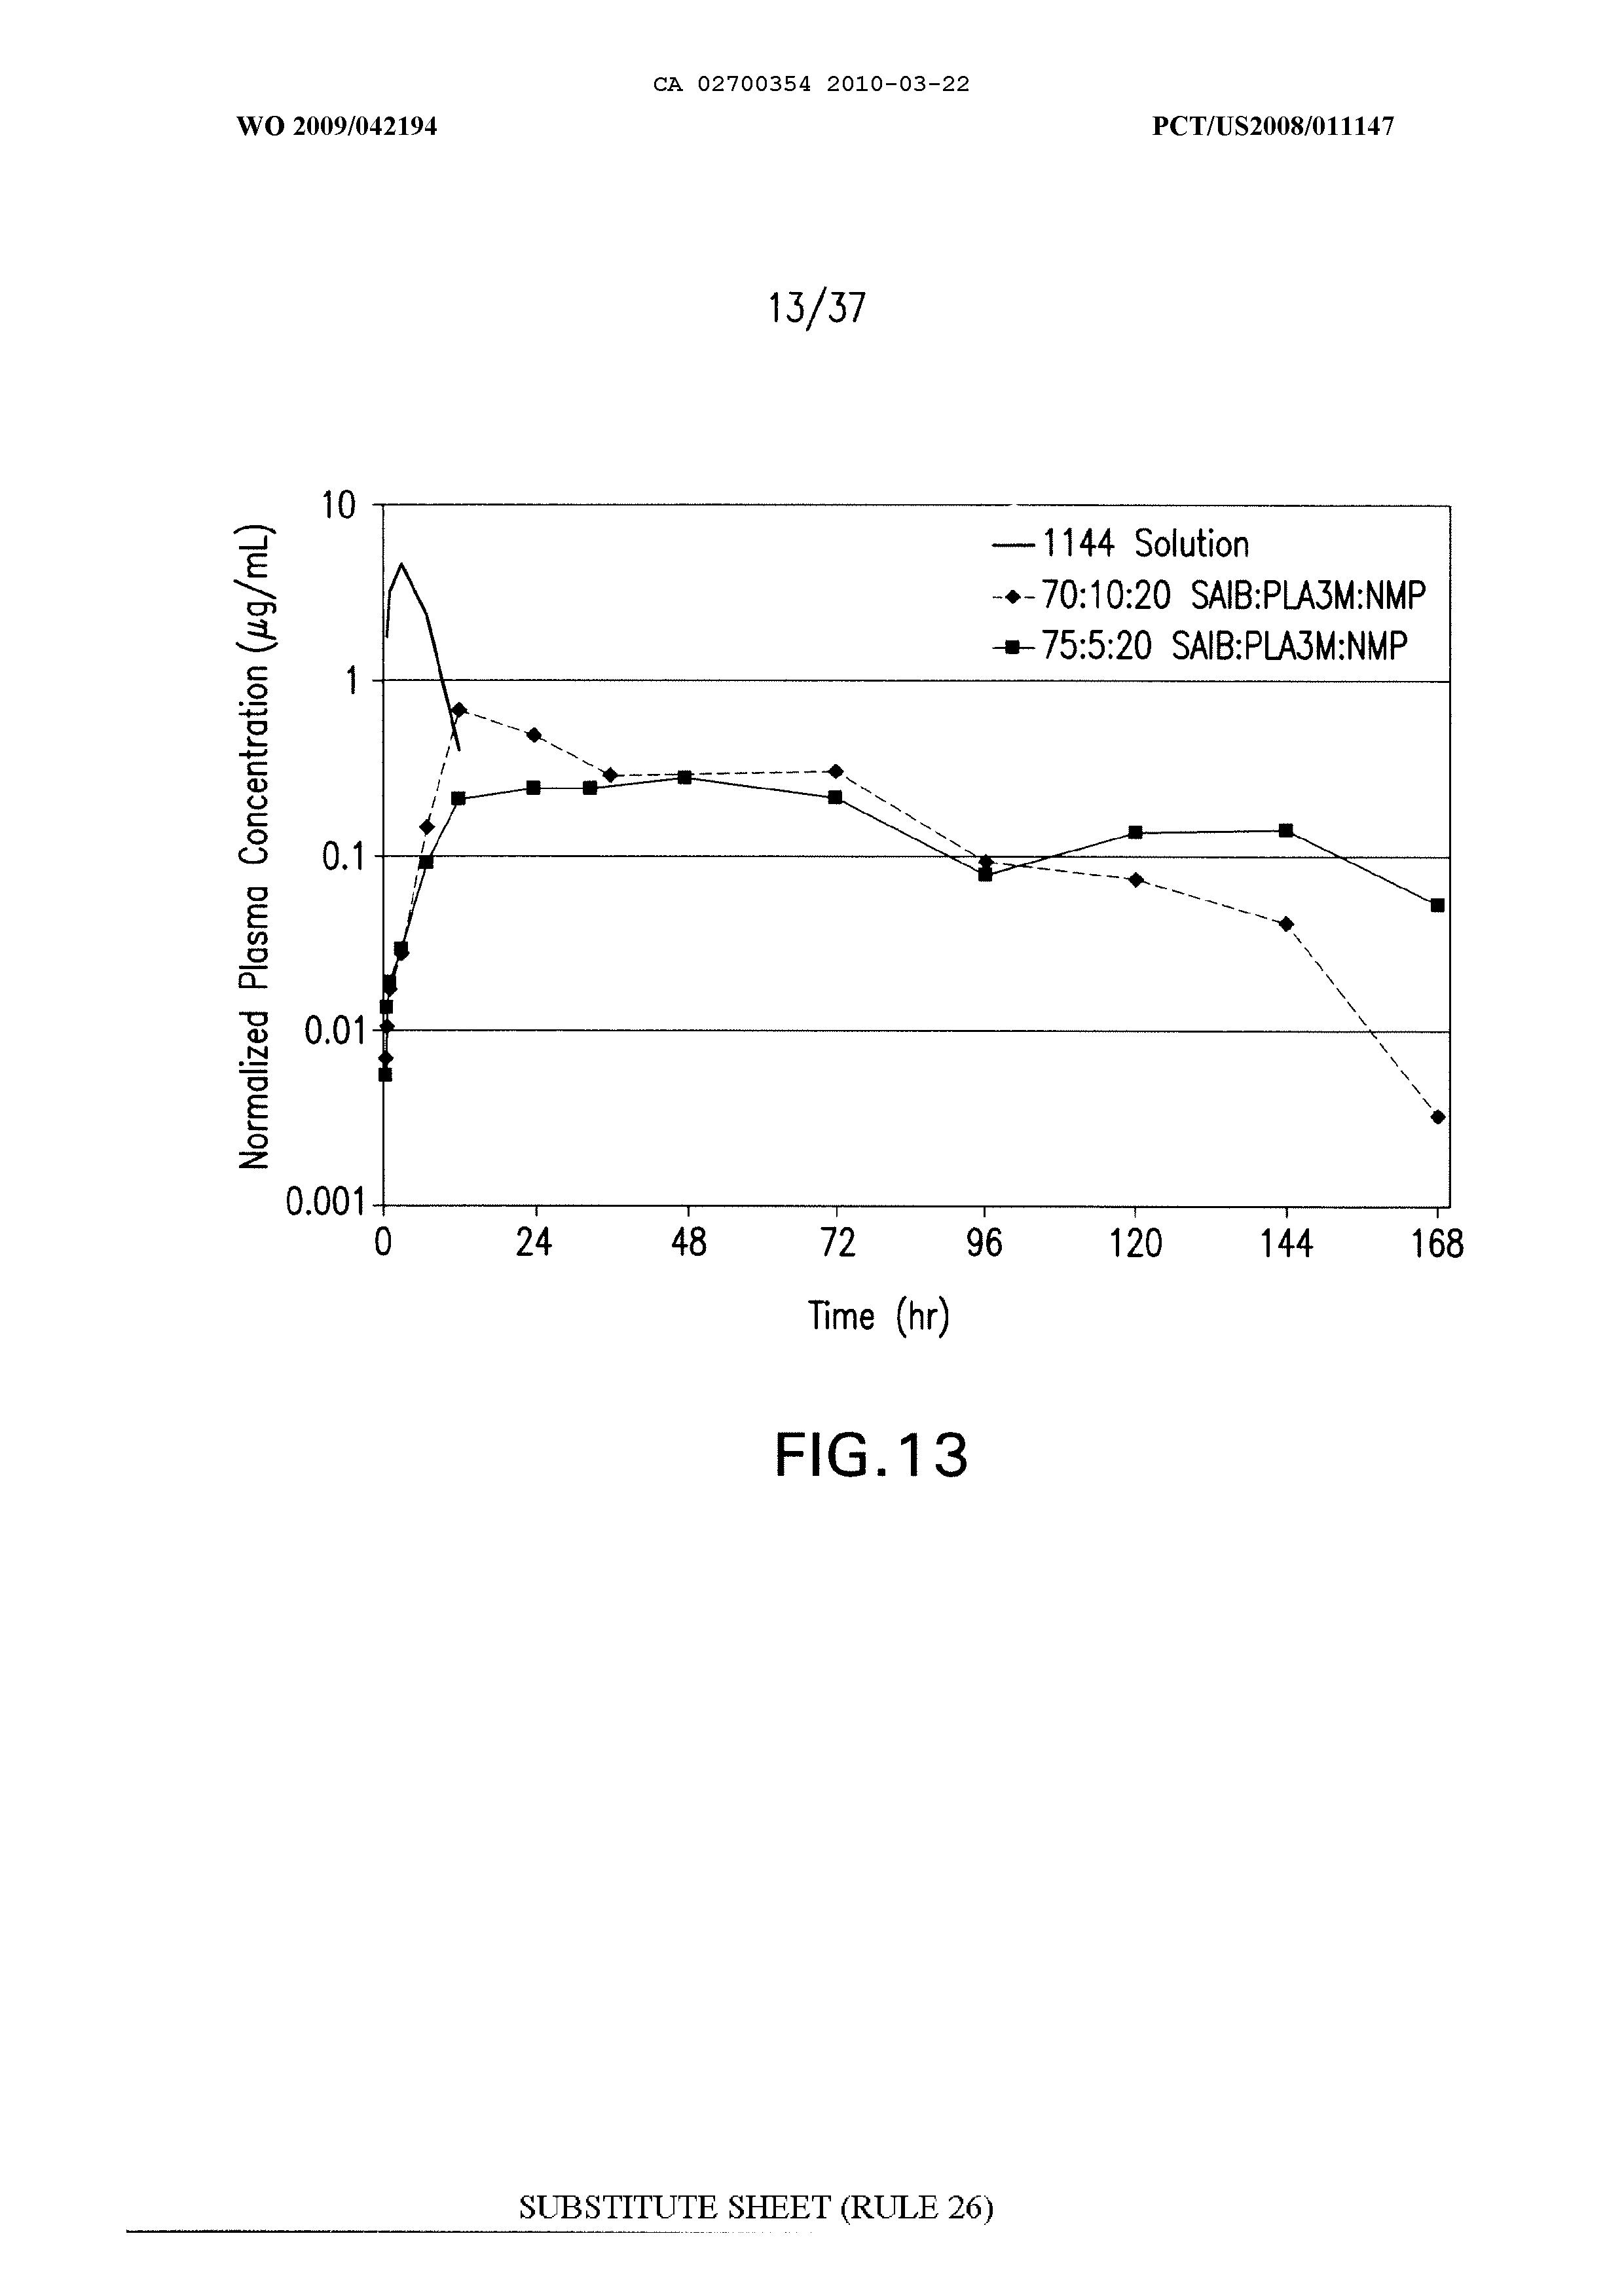 CA 02700354 2010-03-22
WO 2009/042194
PCT/US2008/011147
13/37
Normalized Plasma Concentration (µg/mL)
10
1
0.1
0.01
0.001
1144 Solution
70:10:20 SAIB:PLA3M:NMP
75:5:20 SAIB:PLA3M:NMP
0 24 48 72 96 120 144 168
Time (hr)
FIG.13
SUBSTITUTE SHEET (RULE 26)